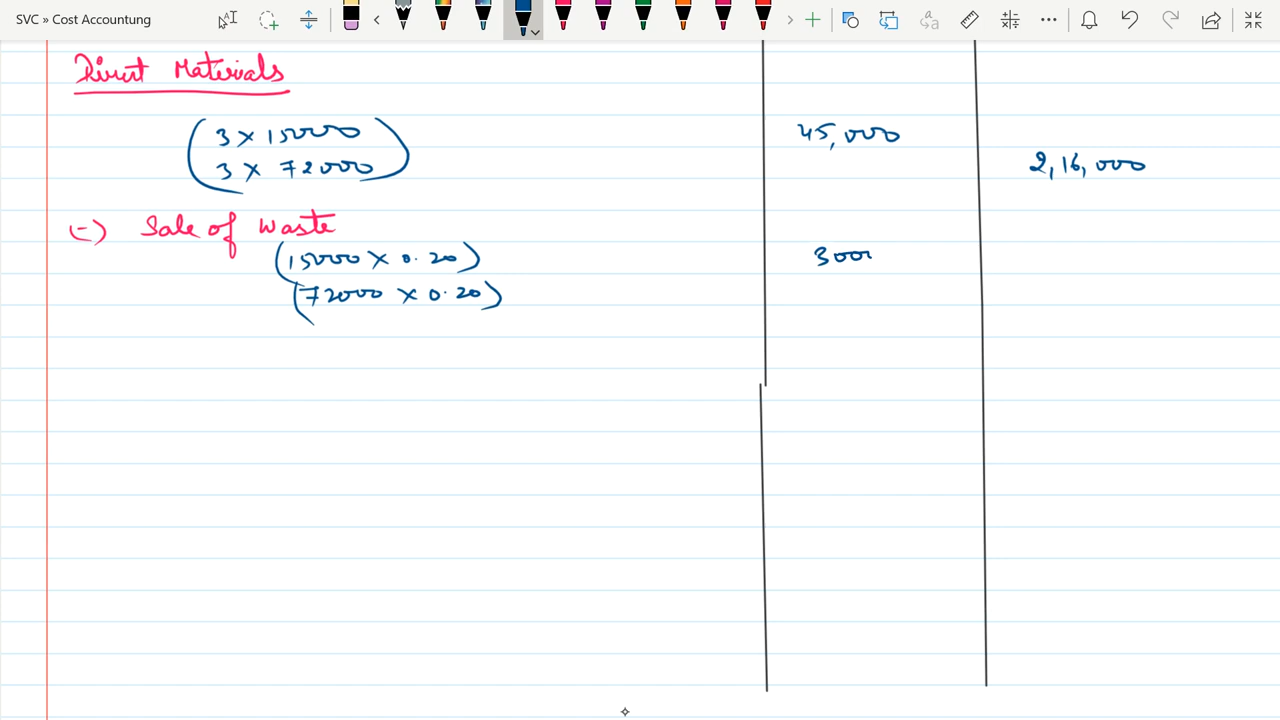 SVC » Cost Accountung
Direct Materials
(3 × 15000 45,000
3 × 72000) 2,16,000
(-) Sale of Waste
(15000 × 0.20) 3000
(72000 × 0.20)